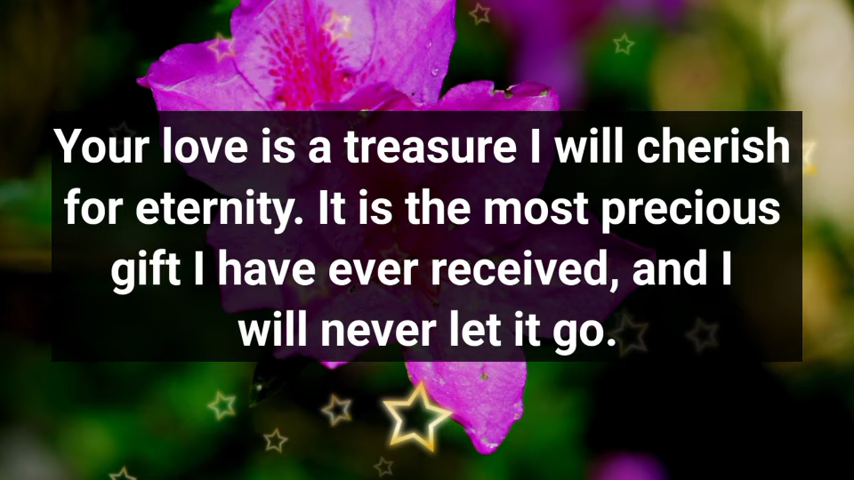 Your love is a treasure I will cherish
for eternity. It is the most precious
gift I have ever received, and I
will never let it go.